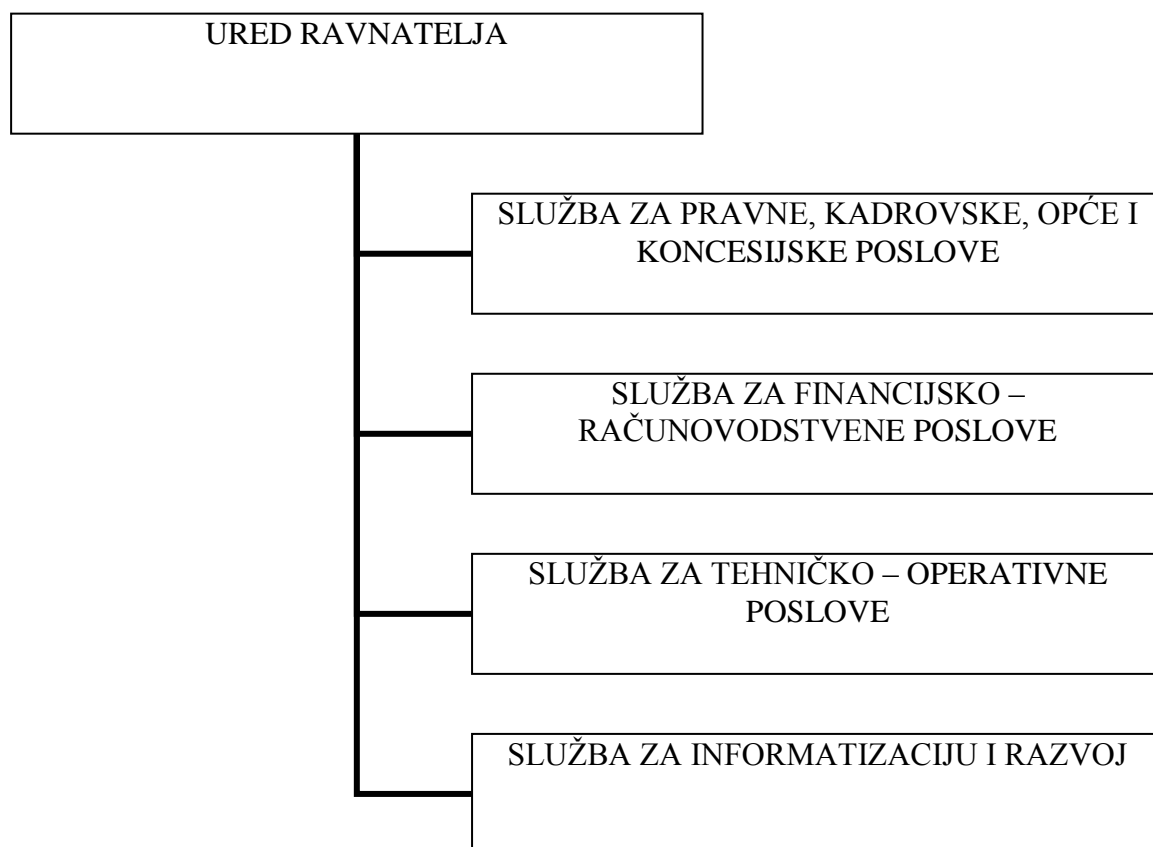 URED RAVNATELJA
SLUŽBA ZA PRAVNE, KADROVSKE, OPĆE I
KONCESIJSKE POSLOVE
SLUŽBA ZA FINANCIJSKO –
RAČUNOVODSTVENE POSLOVE
SLUŽBA ZA TEHNIČKO – OPERATIVNE
POSLOVE
SLUŽBA ZA INFORMATIZACIJU I RAZVOJ